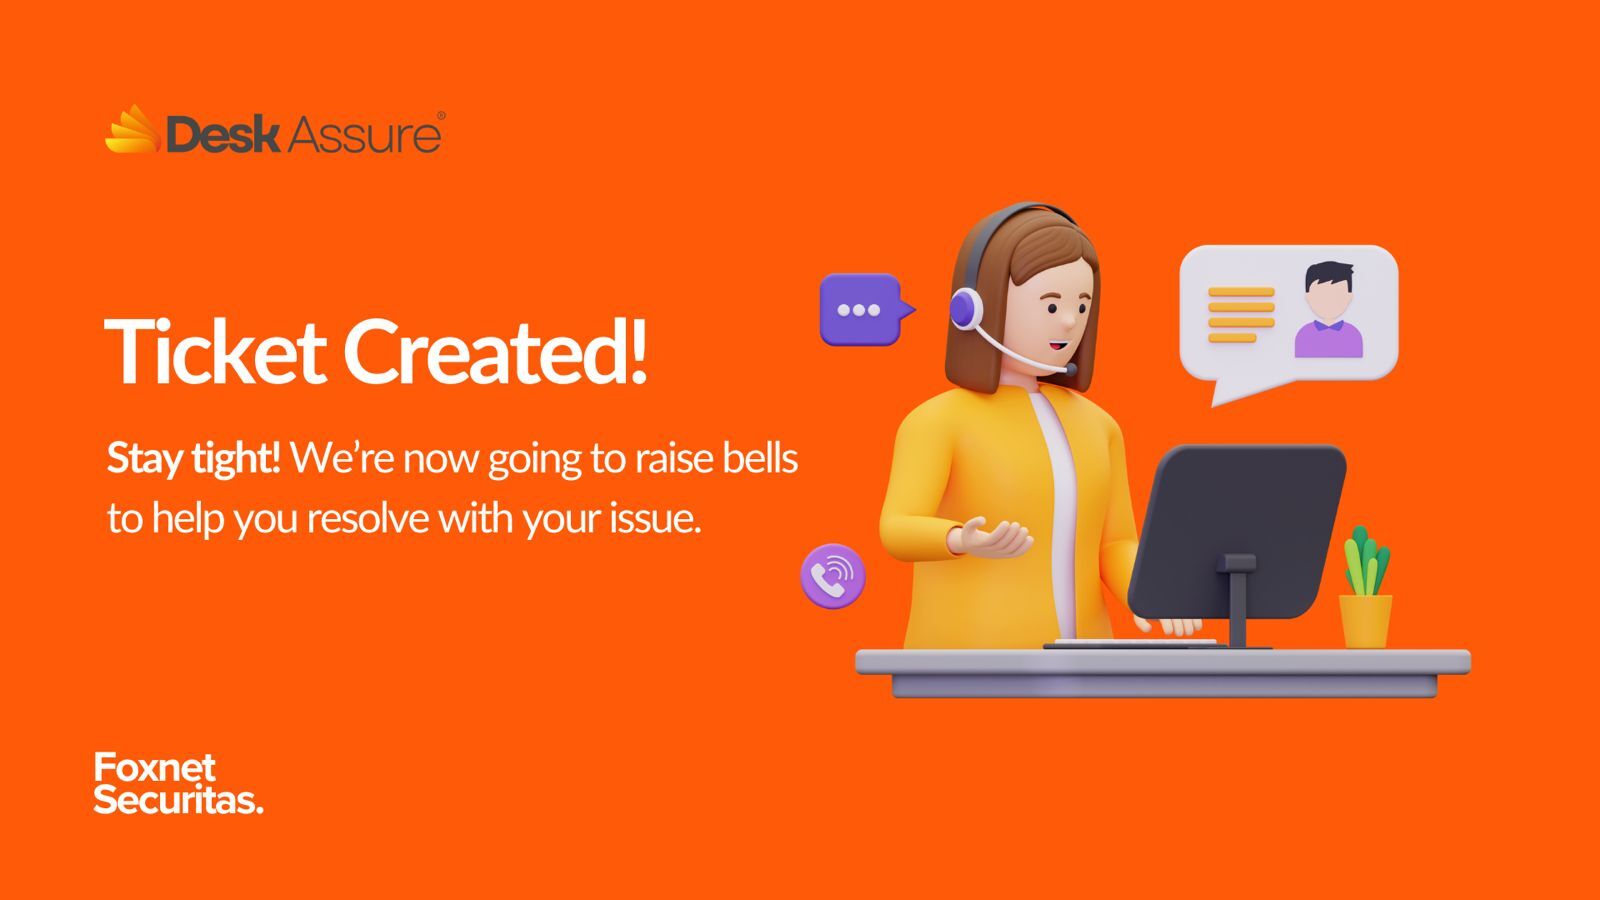 Desk Assure®
Ticket Created!
Stay tight! We’re now going to raise bells
to help you resolve with your issue.
Foxnet
Securitas.